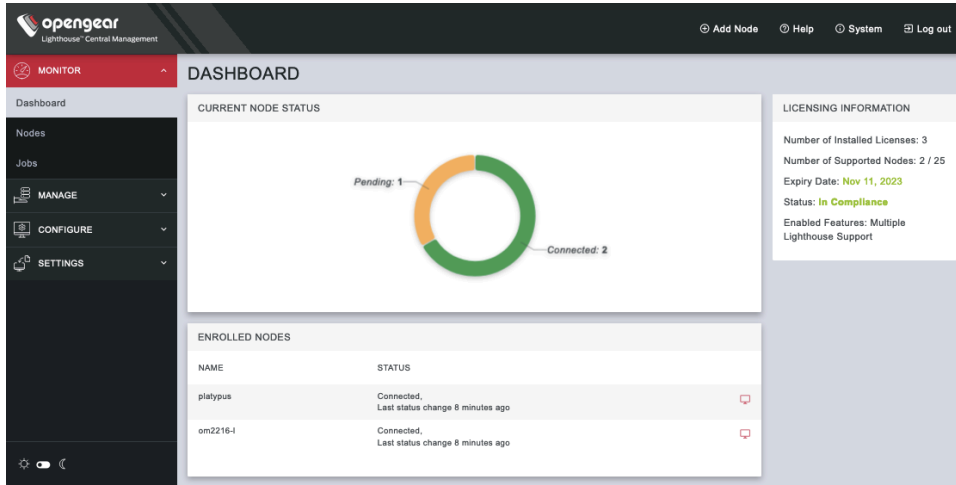 opengear
Lighthouse™ Central Management
Add Node
Help
System
Log out
MONITOR
Dashboard
Nodes
Jobs
MANAGE
CONFIGURE
SETTINGS
DASHBOARD
CURRENT NODE STATUS
Pending: 1
Connected: 2
LICENSING INFORMATION
Number of Installed Licenses: 3
Number of Supported Nodes: 2 / 25
Expiry Date: Nov 11, 2023
Status: In Compliance
Enabled Features: Multiple
Lighthouse Support
ENROLLED NODES
NAME STATUS
platypus Connected,
Last status change 8 minutes ago
om2216-l Connected,
Last status change 8 minutes ago